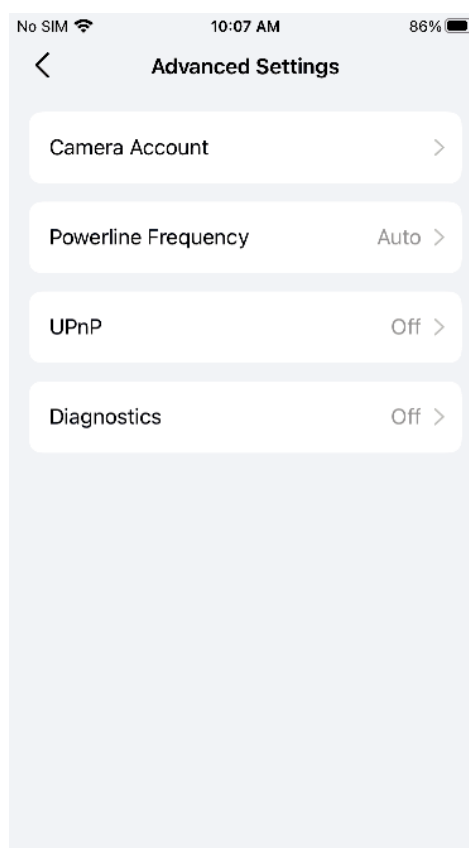 No SIM 10:07 AM 86%
Advanced Settings
Camera Account
Powerline Frequency Auto
UPnP Off
Diagnostics Off